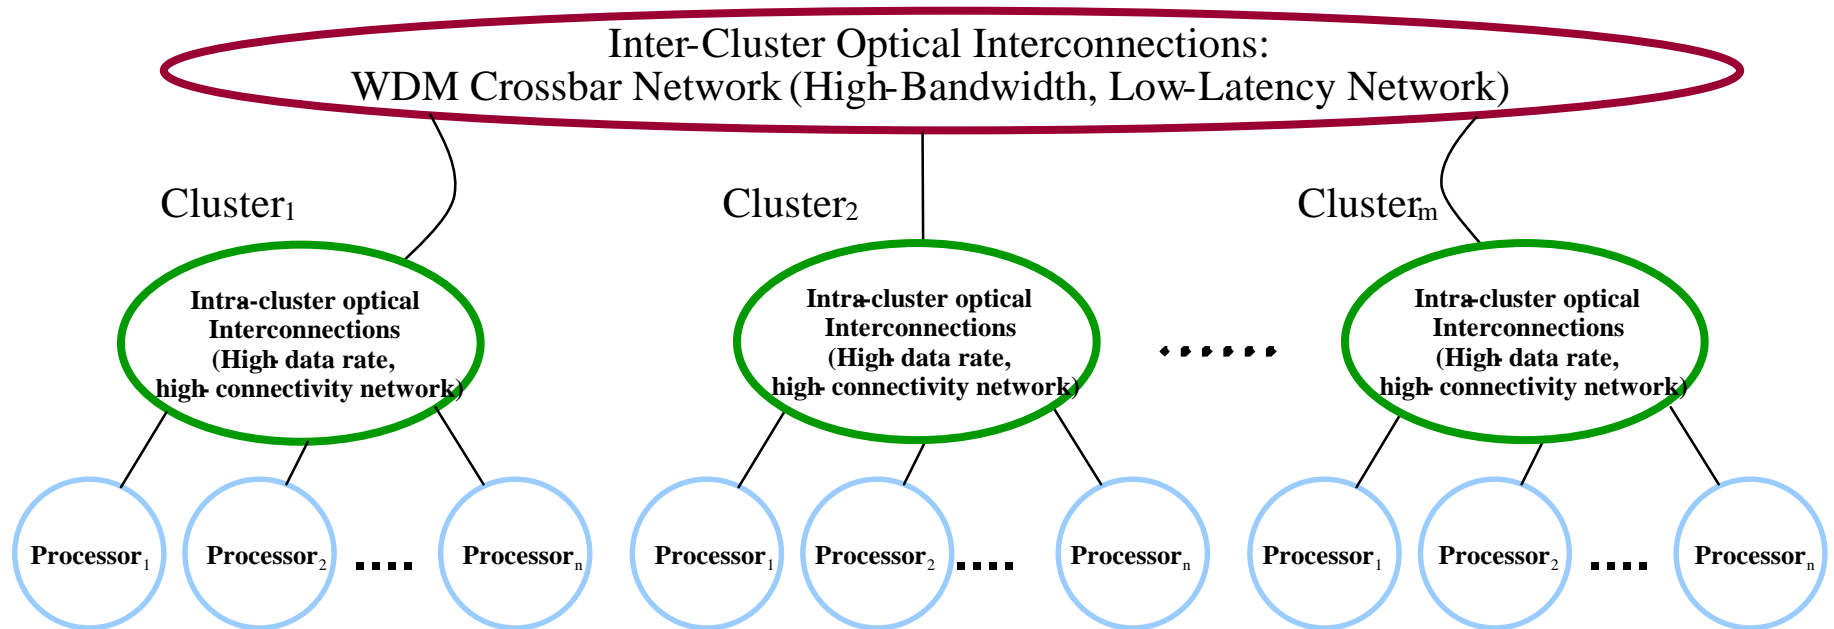 Inter-Cluster Optical Interconnections:
WDM Crossbar Network (High-Bandwidth, Low-Latency Network)
Cluster1
Cluster2
Clusterm
Intra-cluster optical
Interconnections
(High- data rate,
high- connectivity network)
Intra-cluster optical
Interconnections
(High- data rate,
high- connectivity network)
Intra-cluster optical
Interconnections
(High- data rate,
high- connectivity network)
Processor1
Processor2
Processorn
Processor1
Processor2
Processorn
Processor1
Processor2
Processorn